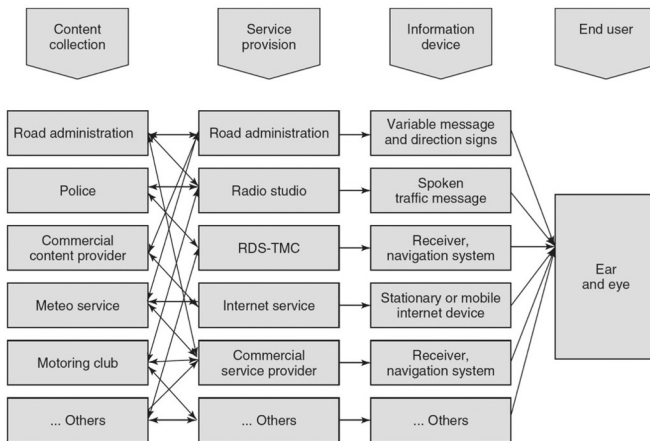 Content
collection
Service
provision
Information
device
End user
Road administration
Road administration
Variable message
and direction signs
Police
Radio studio
Spoken
traffic message
Commercial
content provider
RDS-TMC
Receiver,
navigation system
Ear
and eye
Meteo service
Internet service
Stationary or mobile
internet device
Motoring club
Commercial
service provider
Receiver,
navigation system
... Others
... Others
... Others